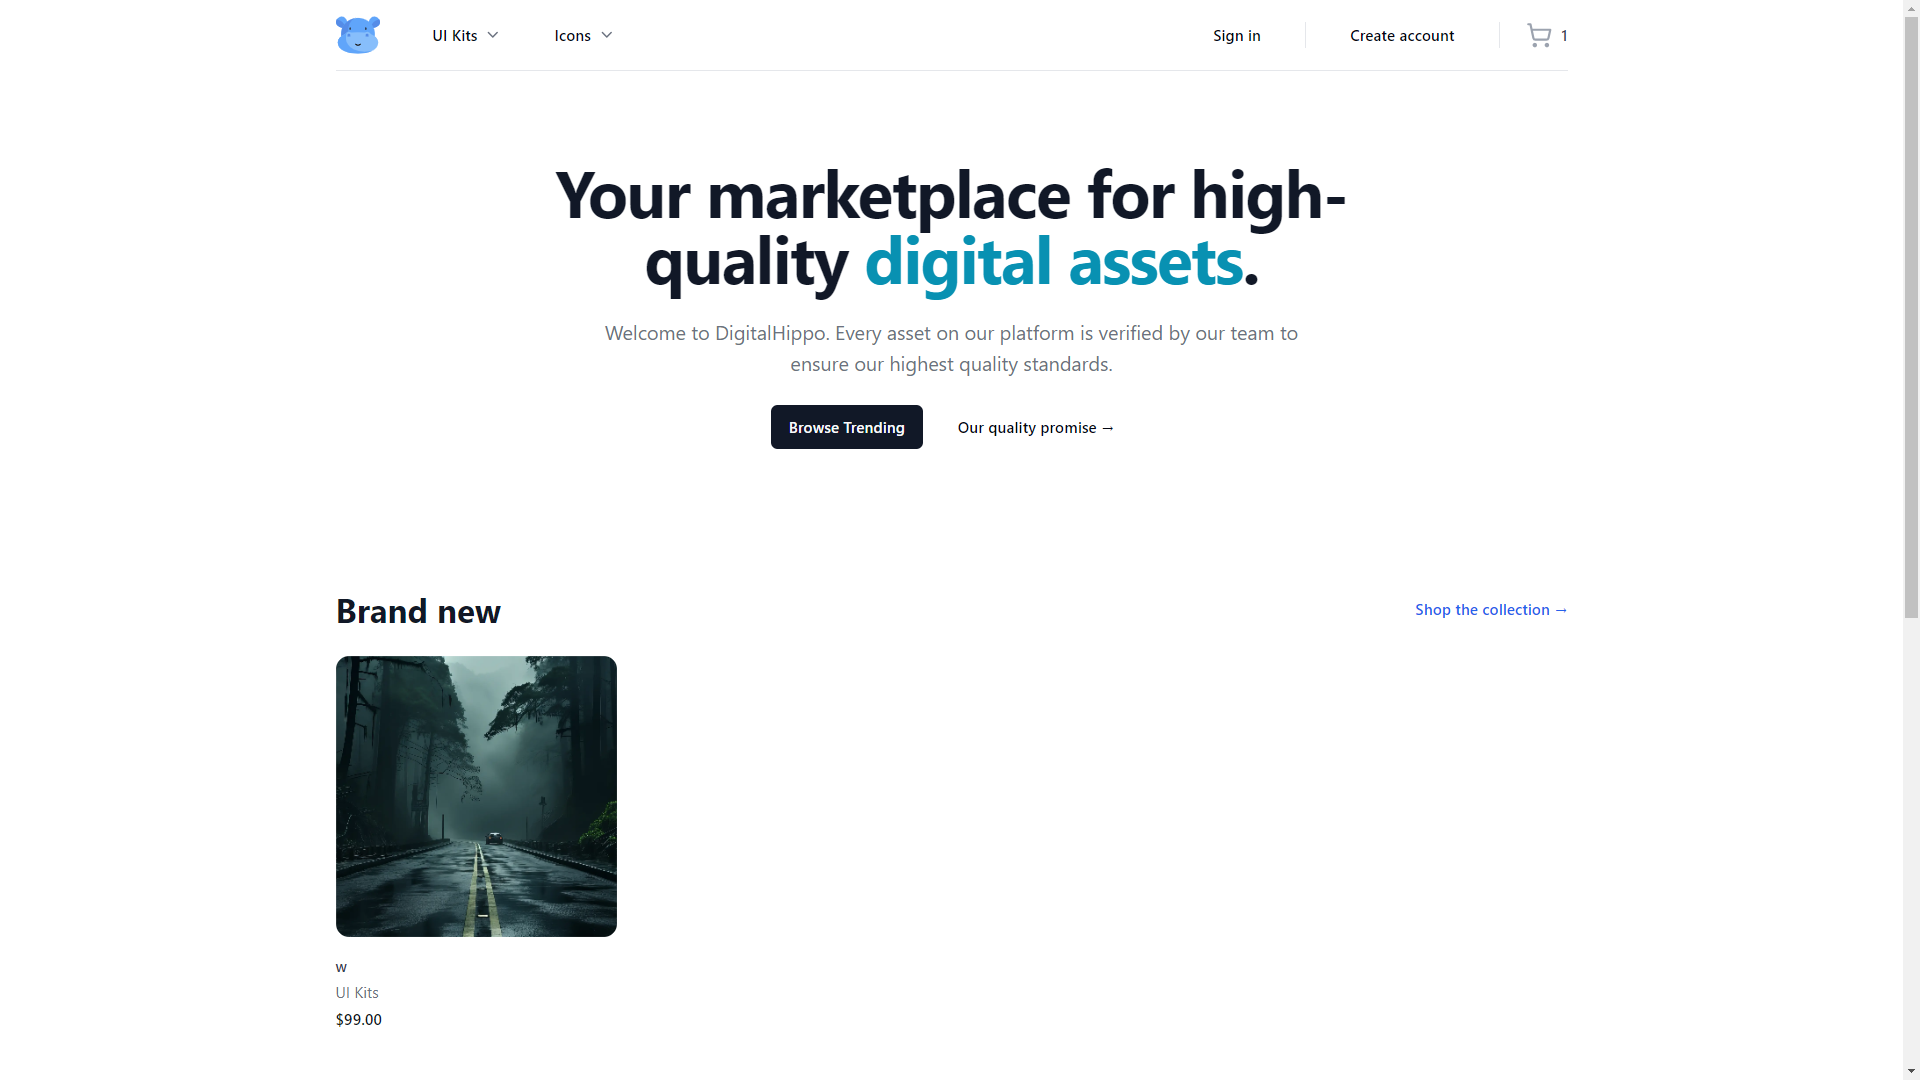 UI Kits
Icons
Sign in
Create account
1
Your marketplace for high-
quality digital assets.
Welcome to DigitalHippo. Every asset on our platform is verified by our team to
ensure our highest quality standards.
Browse Trending
Our quality promise →
Brand new
Shop the collection →
w
UI Kits
$99.00